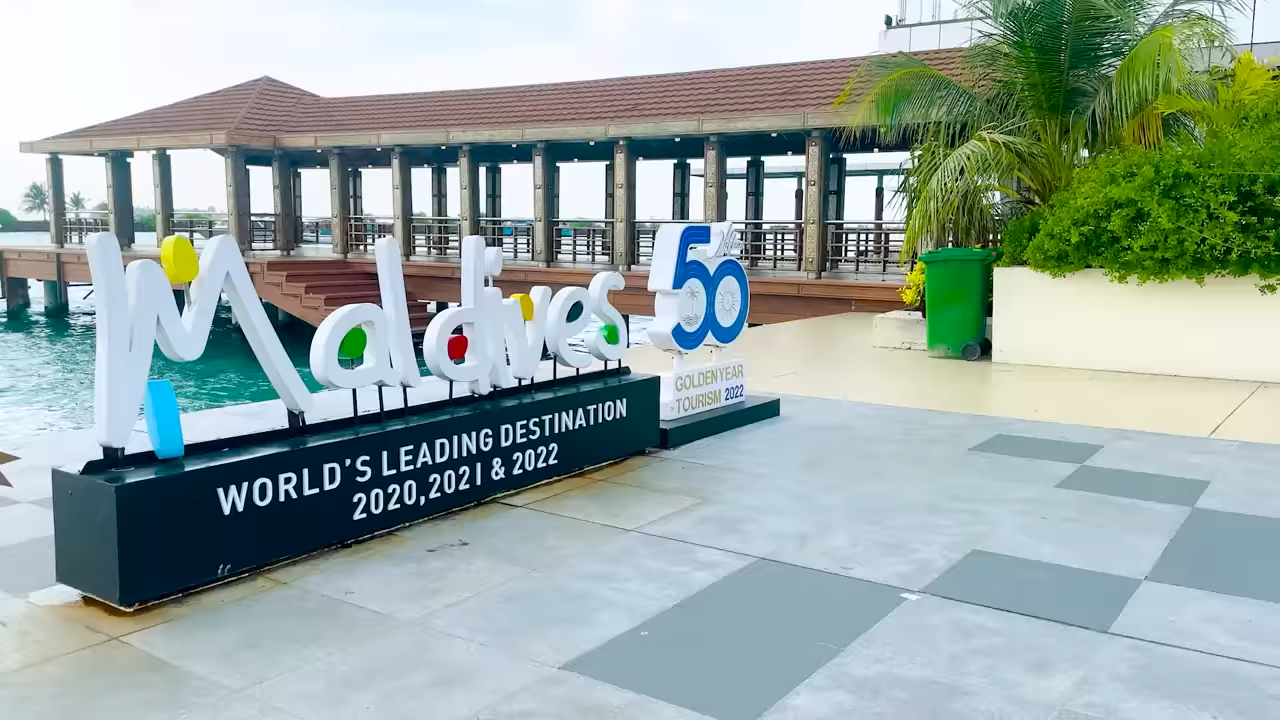 Maldives
WORLD'S LEADING DESTINATION
2020,2021 & 2022
50
GOLDEN YEAR
TOURISM 2022